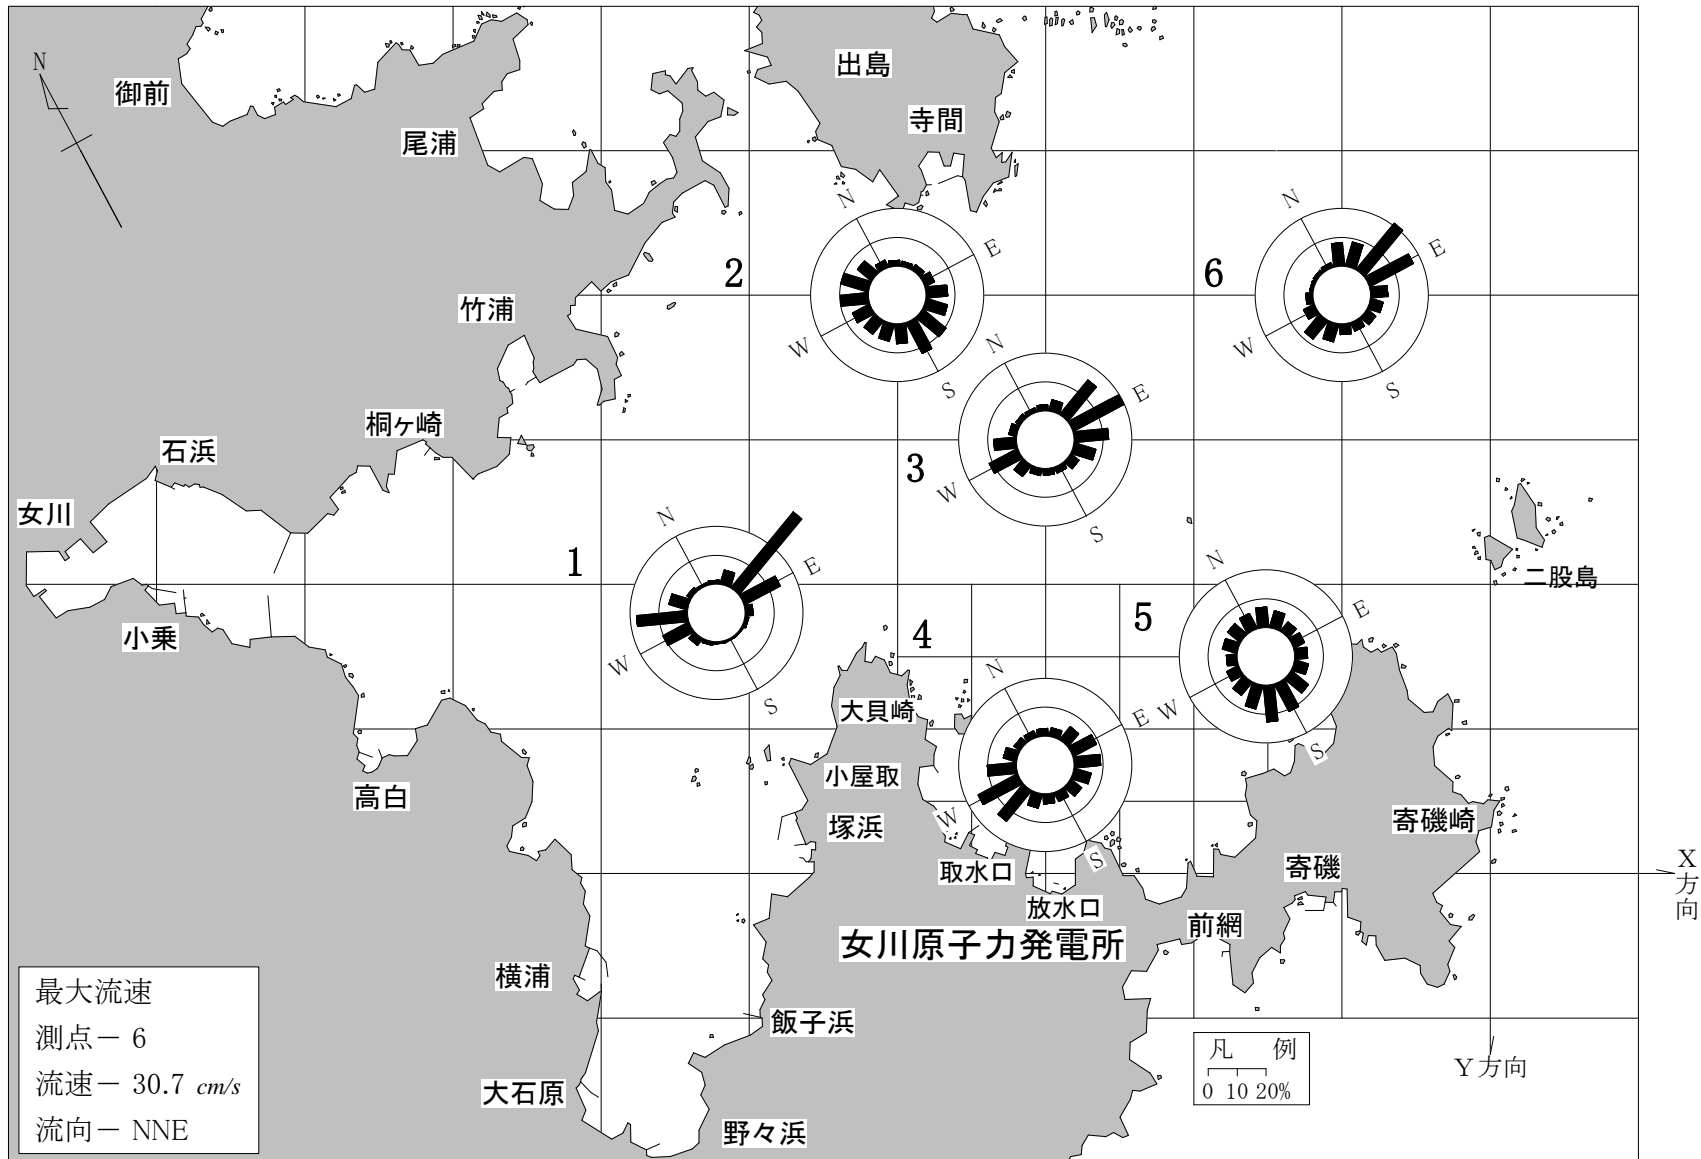 N
御前
尾浦
出島
寺間
竹浦
桐ヶ崎
石浜
女川
小乗
高白
2
N
E
W
S
6
N
E
W
S
3
N
E
W
S
1
N
E
W
S
4
N
E
W
S
5
N
E
W
S
二股島
大貝崎
小屋取
塚浜
取水口
放水口
女川原子力発電所
前網
寄磯
寄磯崎
横浦
飯子浜
大石原
野々浜
X方向
Y方向
凡 例
0 10 20%
最大流速
測点－ 6
流速－ 30.7 cm/s
流向－ NNE